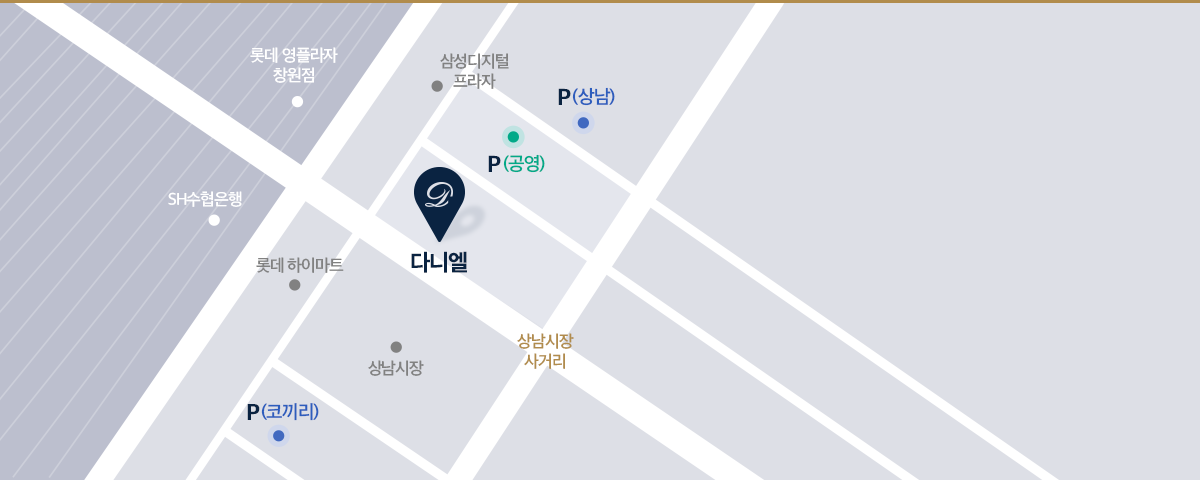 롯데 영플라자
창원점
삼성디지털
프라자
P(상남)
P(공영)
SH수협은행
D
다니엘
롯데 하이마트
상남시장
사거리
상남시장
P(코끼리)